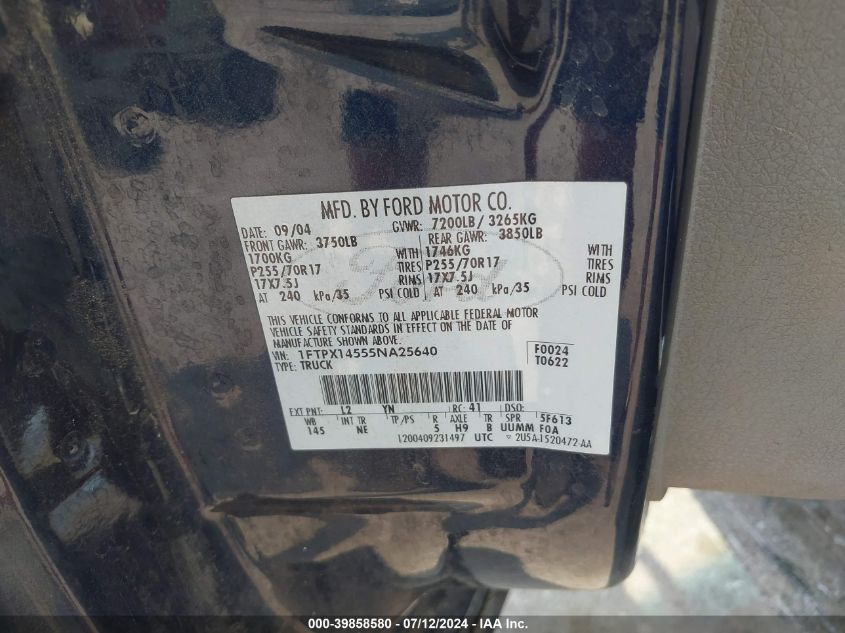 MFD. BY FORD MOTOR CO.
DATE: 09/04 GVWR: 7200LB/ 3265KG
FRONT GAWR: 3750LB REAR GAWR: 3850LB
1700KG WITH 1746KG WITH
P255/70R17 TIRES P255/70R17 TIRES
17X7.5J RIMS 17X7.5J RIMS
AT 240 kPa/35 PSI COLD AT 240 kPa/35 PSI COLD
Ford
THIS VEHICLE CONFORMS TO ALL APPLICABLE FEDERAL MOTOR
VEHICLE SAFETY STANDARDS IN EFFECT ON THE DATE OF
MANUFACTURE SHOWN ABOVE.
VIN: 1FTPX14555NA25640 F0024
TYPE: TRUCK T0622
EXT PNT: L2 YN RC: 41 DSO:
WB INT TR TP/PS R AXLE TR SPR 5F613
145 NE 5 H9 B UUMM F0A
1200409231497 UTC 2U5A-1520472-AA
000-39858580 / 07/12/2024 - IAA Inc.